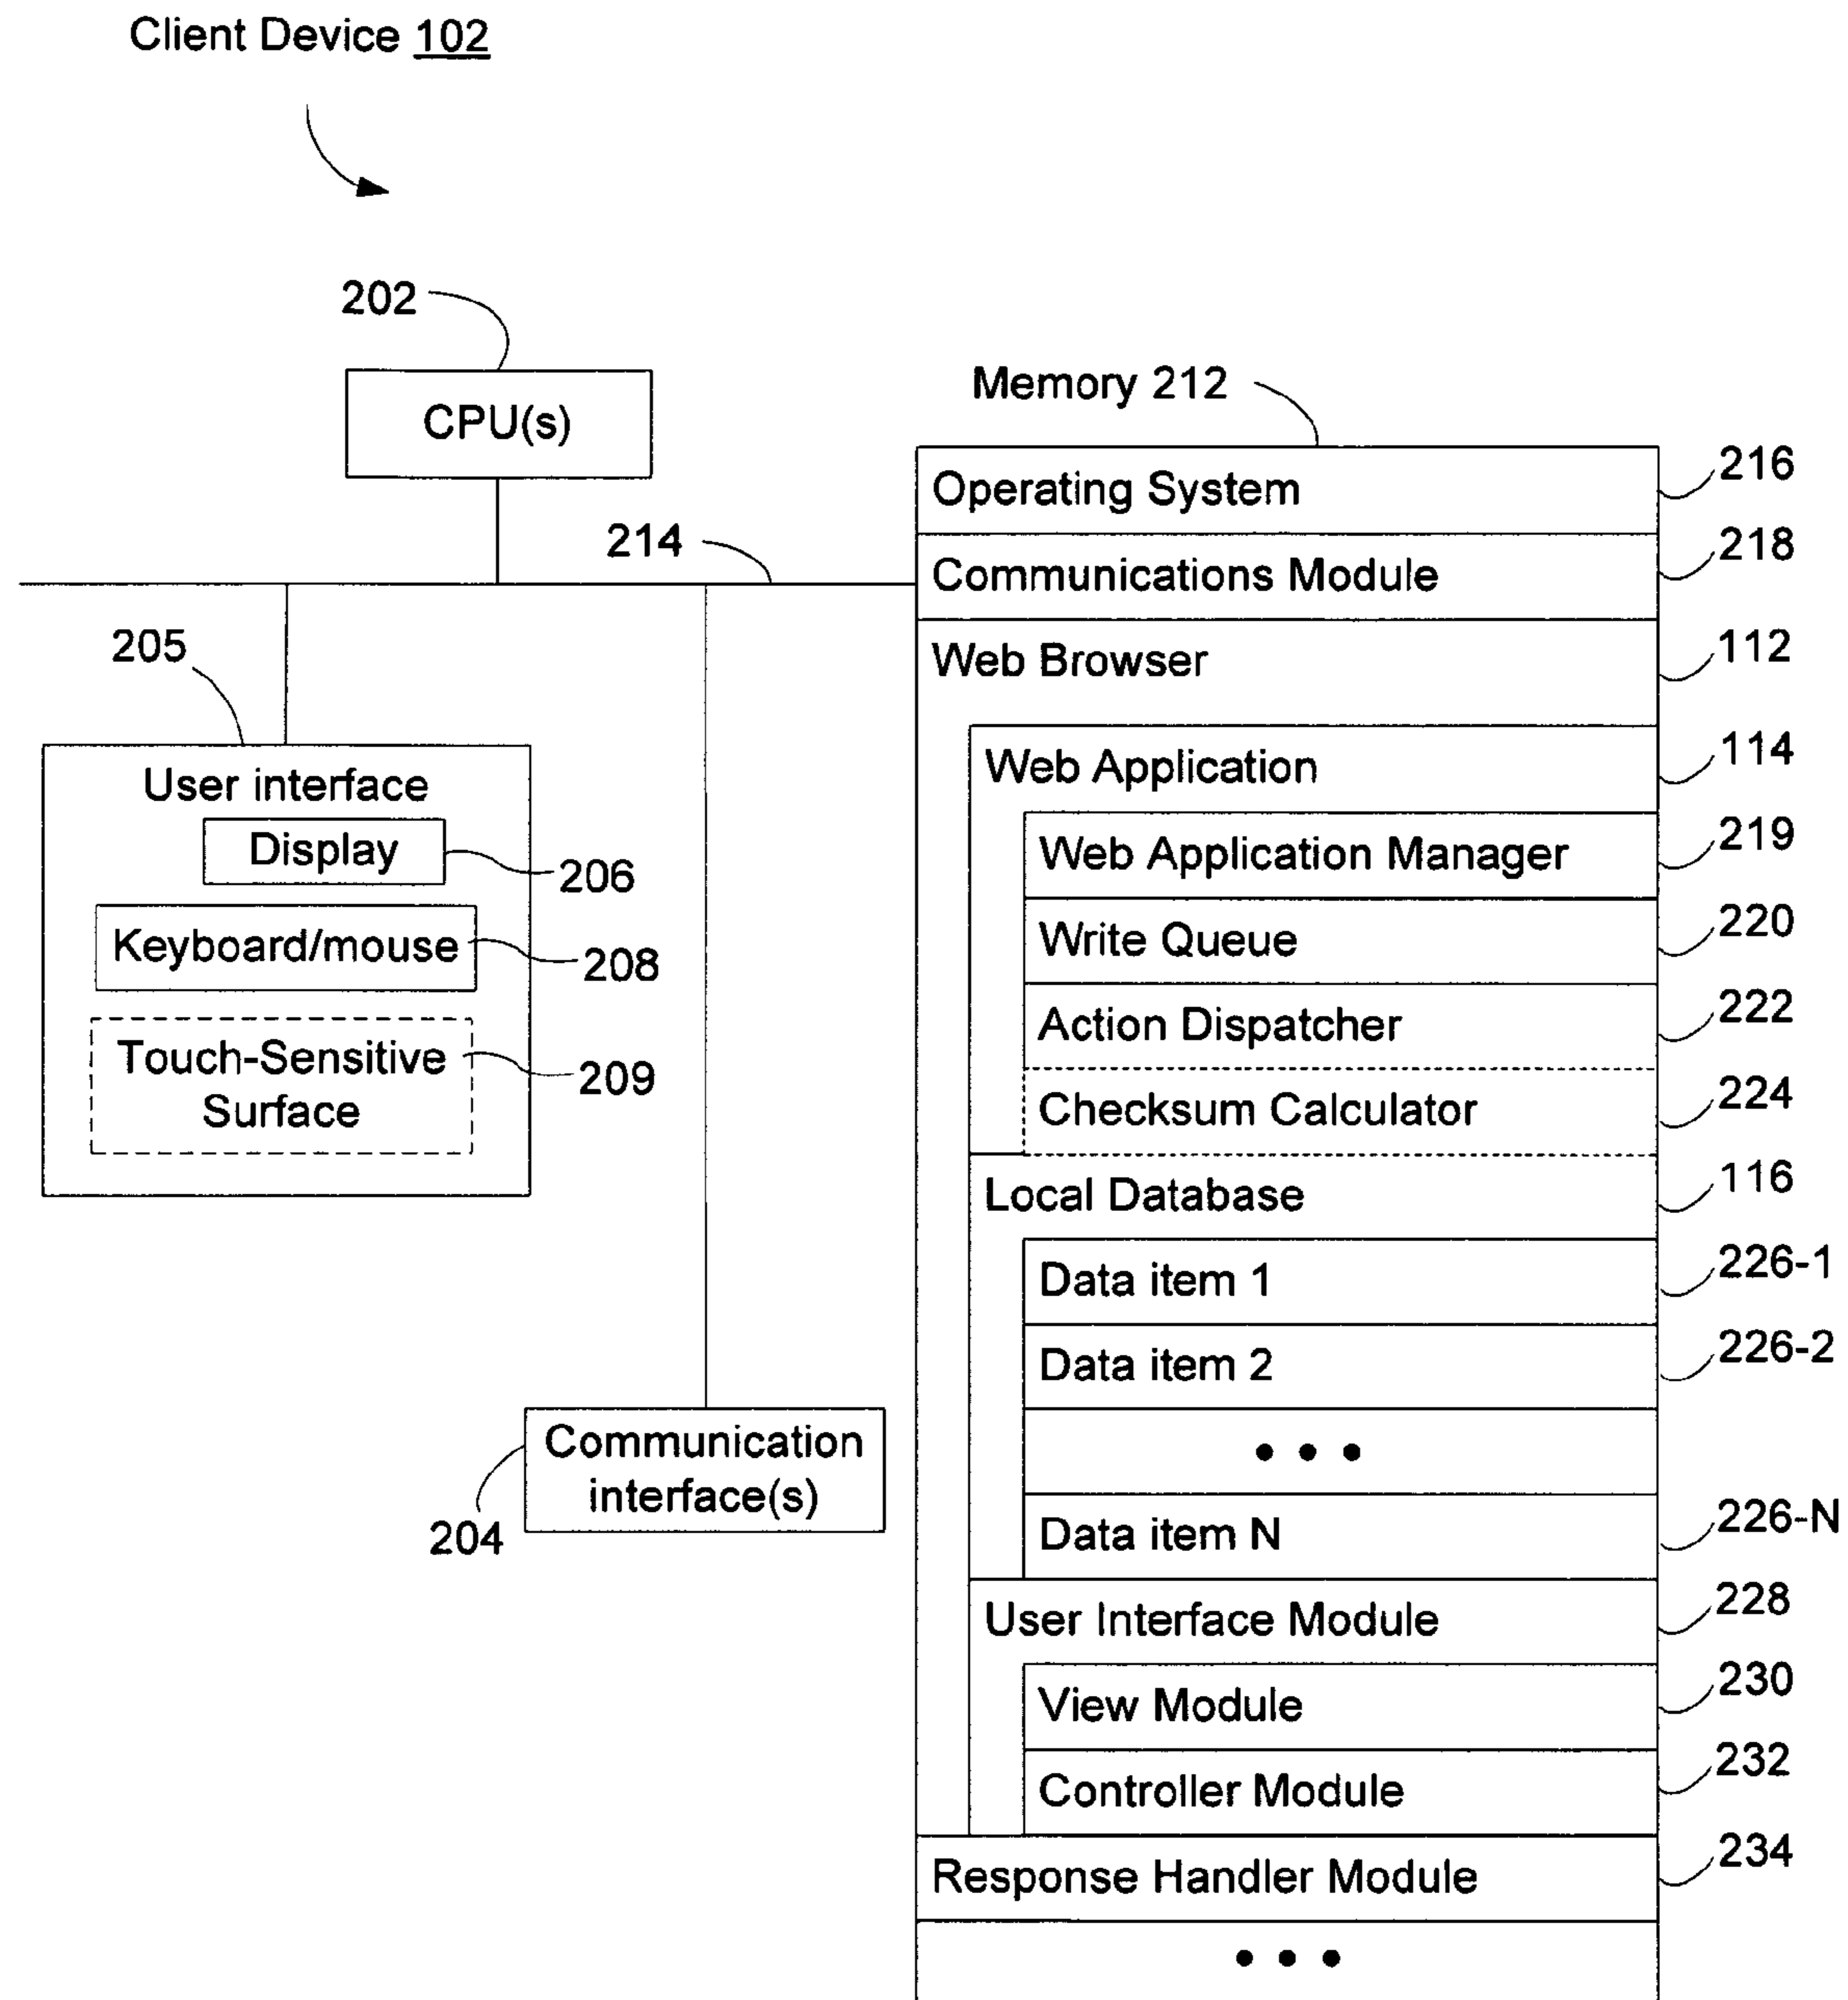 Client Device 102
202
CPU(s)
214
205
User interface
Display
206
Keyboard/mouse
208
Touch-Sensitive
Surface
209
Communication
interface(s)
204
Memory 212
Operating System
216
Communications Module
218
Web Browser
112
Web Application
114
Web Application Manager
219
Write Queue
220
Action Dispatcher
222
Checksum Calculator
224
Local Database
116
Data item 1
226-1
Data item 2
226-2
• • •
Data item N
226-N
User Interface Module
228
View Module
230
Controller Module
232
Response Handler Module
234
• • •